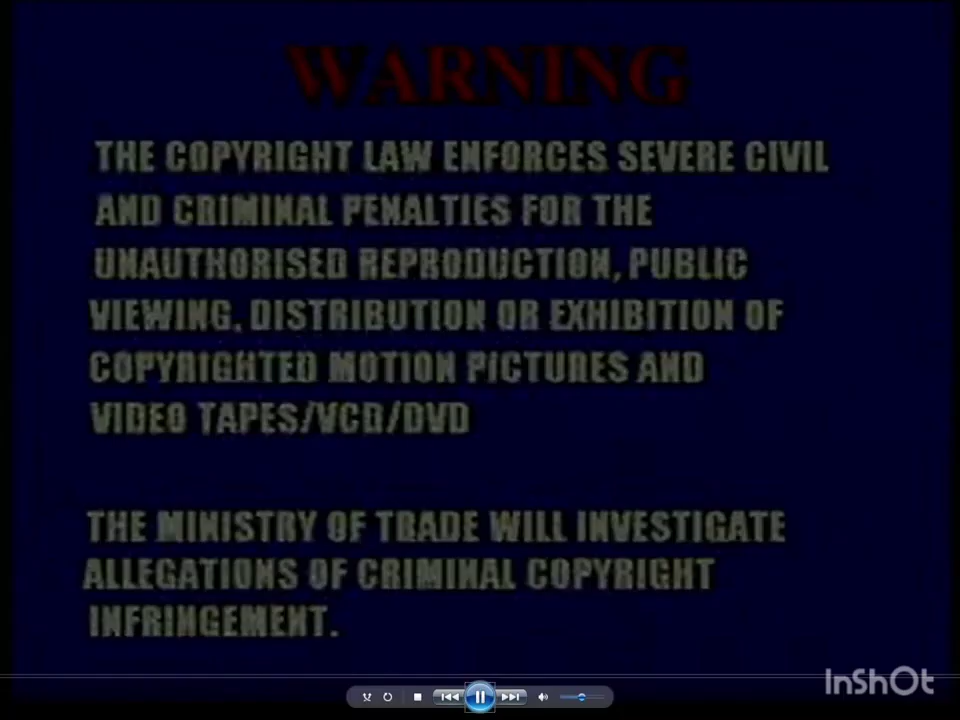 WARNING
THE COPYRIGHT LAW ENFORCES SEVERE CIVIL
AND CRIMINAL PENALTIES FOR THE
UNAUTHORISED REPRODUCTION, PUBLIC
VIEWING, DISTRIBUTION OR EXHIBITION OF
COPYRIGHTED MOTION PICTURES AND
VIDEO TAPES/VCD/DVD
THE MINISTRY OF TRADE WILL INVESTIGATE
ALLEGATIONS OF CRIMINAL COPYRIGHT
INFRINGEMENT.
InShOt